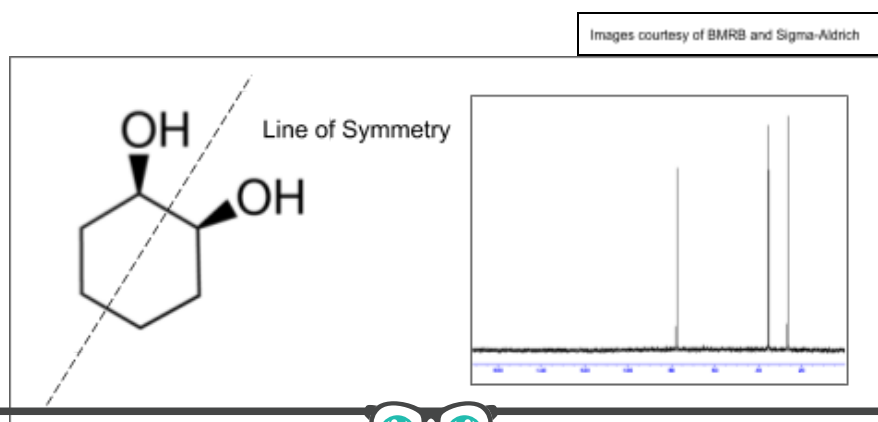 Images courtesy of BMRB and Sigma-Aldrich
OH
Line of Symmetry
OH